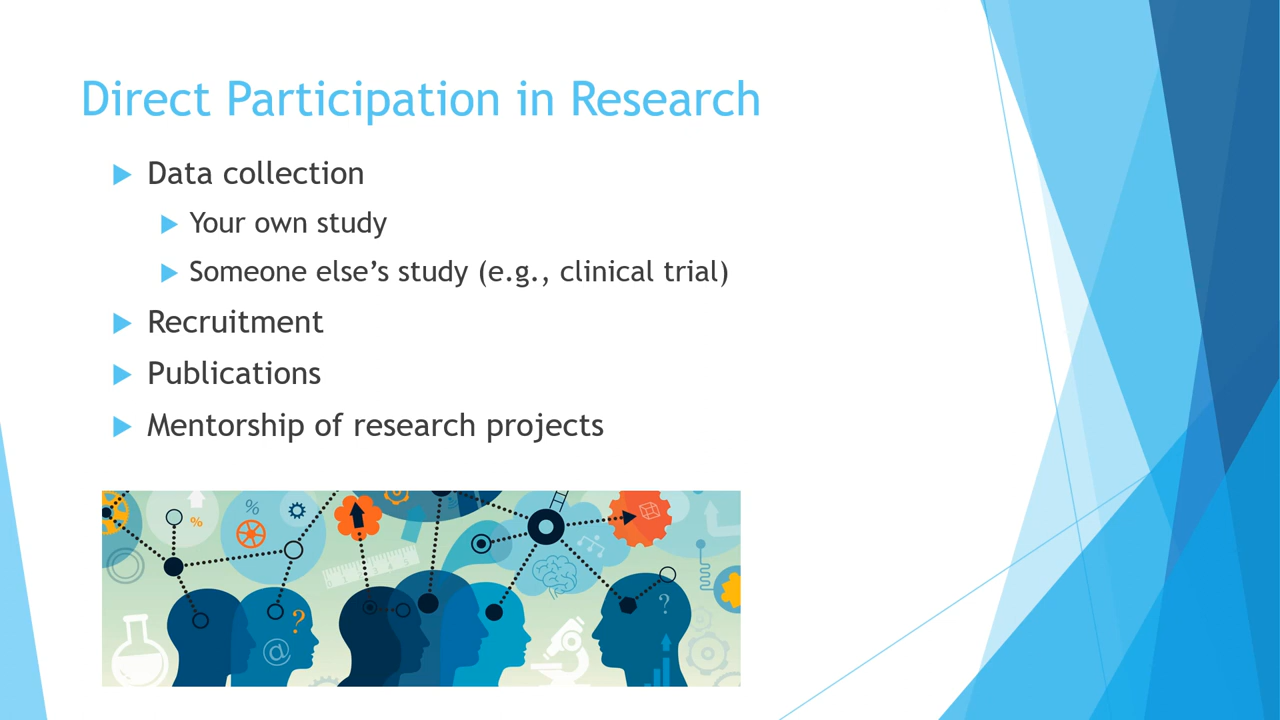 Direct Participation in Research
Data collection
Your own study
Someone else’s study (e.g., clinical trial)
Recruitment
Publications
Mentorship of research projects
%
%
?
@
?